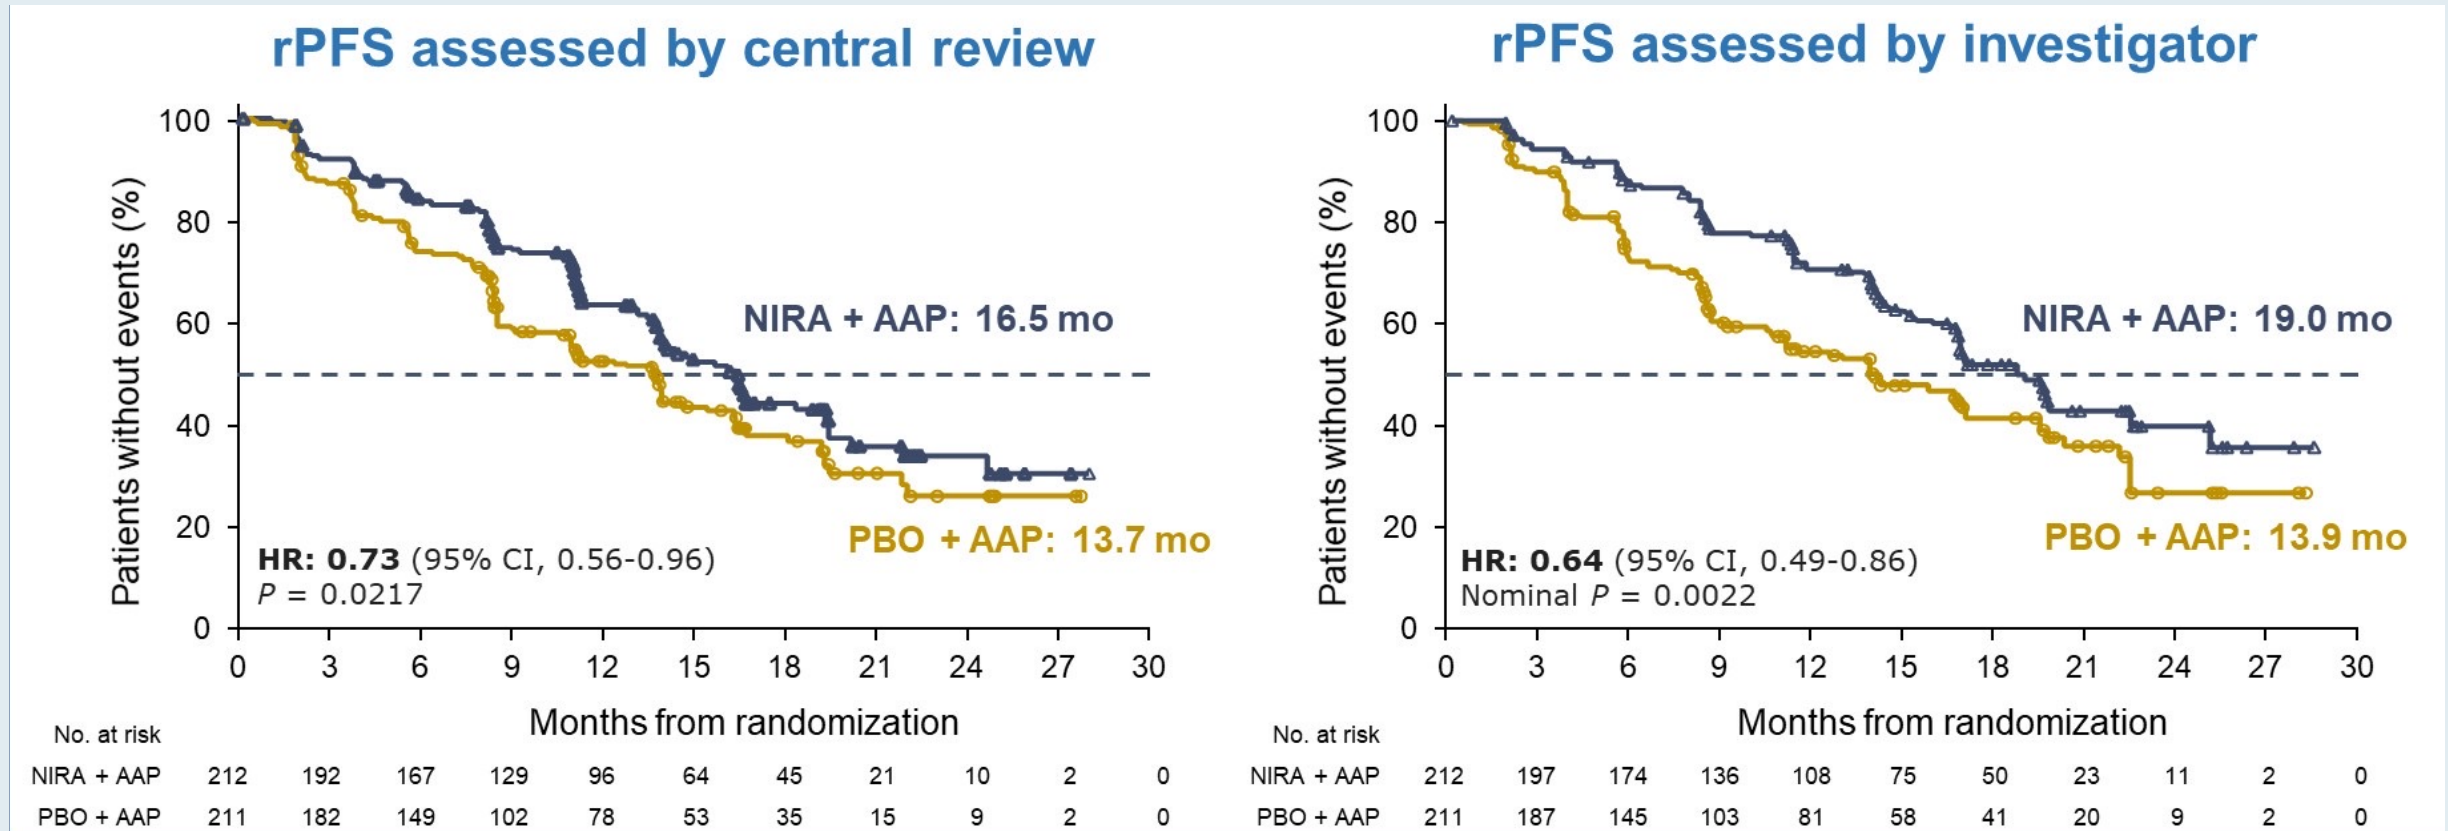 rPFS assessed by central review
Patients without events (%)
100
80
60
40
20
0
NIRA + AAP: 16.5 mo
PBO + AAP: 13.7 mo
HR: 0.73 (95% CI, 0.56-0.96)
P = 0.0217
0 3 6 9 12 15 18 21 24 27 30
Months from randomization
No. at risk
NIRA + AAP 212 192 167 129 96 64 45 21 10 2 0
PBO + AAP 211 182 149 102 78 53 35 15 9 2 0
rPFS assessed by investigator
Patients without events (%)
100
80
60
40
20
0
NIRA + AAP: 19.0 mo
PBO + AAP: 13.9 mo
HR: 0.64 (95% CI, 0.49-0.86)
Nominal P = 0.0022
0 3 6 9 12 15 18 21 24 27 30
Months from randomization
No. at risk
NIRA + AAP 212 197 174 136 108 75 50 23 11 2 0
PBO + AAP 211 187 145 103 81 58 41 20 9 2 0